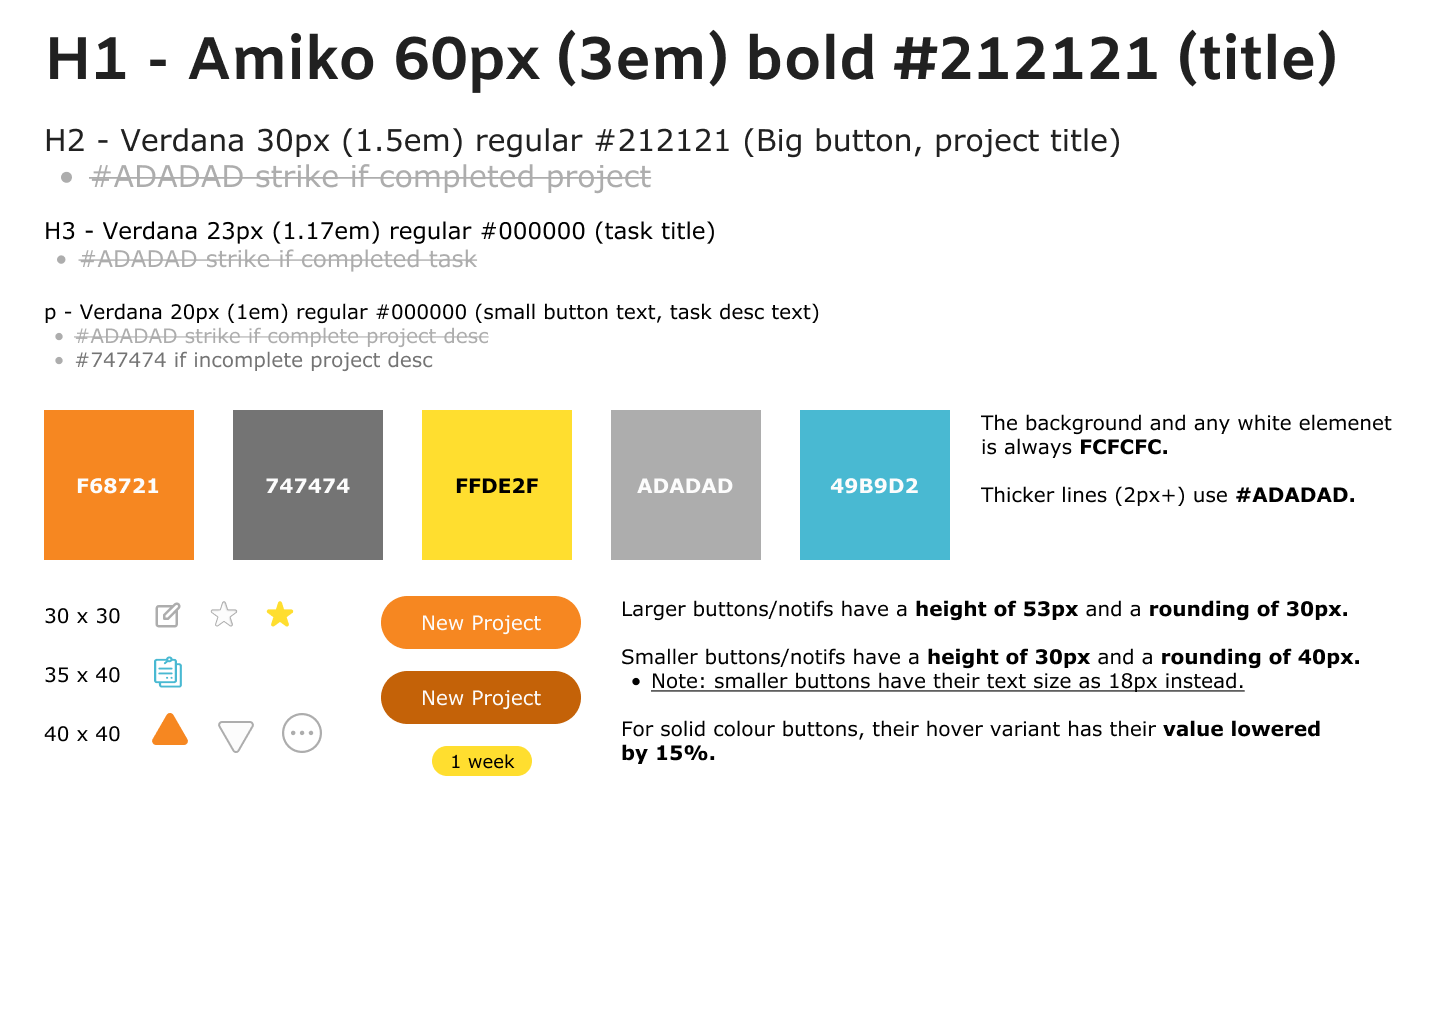 H1 - Amiko 60px (3em) bold #212121 (title)
H2 - Verdana 30px (1.5em) regular #212121 (Big button, project title)
• #ADADAD strike if completed project
H3 - Verdana 23px (1.17em) regular #000000 (task title)
• #ADADAD strike if completed task
p - Verdana 20px (1em) regular #000000 (small button text, task desc text)
• #ADADAD strike if complete project desc
• #747474 if incomplete project desc
F68721
747474
FFDE2F
ADADAD
49B9D2
The background and any white elemenet
is always FCFCFC.
Thicker lines (2px+) use #ADADAD.
30 x 30
35 x 40
40 x 40
New Project
New Project
1 week
Larger buttons/notifs have a height of 53px and a rounding of 30px.
Smaller buttons/notifs have a height of 30px and a rounding of 40px.
• Note: smaller buttons have their text size as 18px instead.
For solid colour buttons, their hover variant has their value lowered
by 15%.